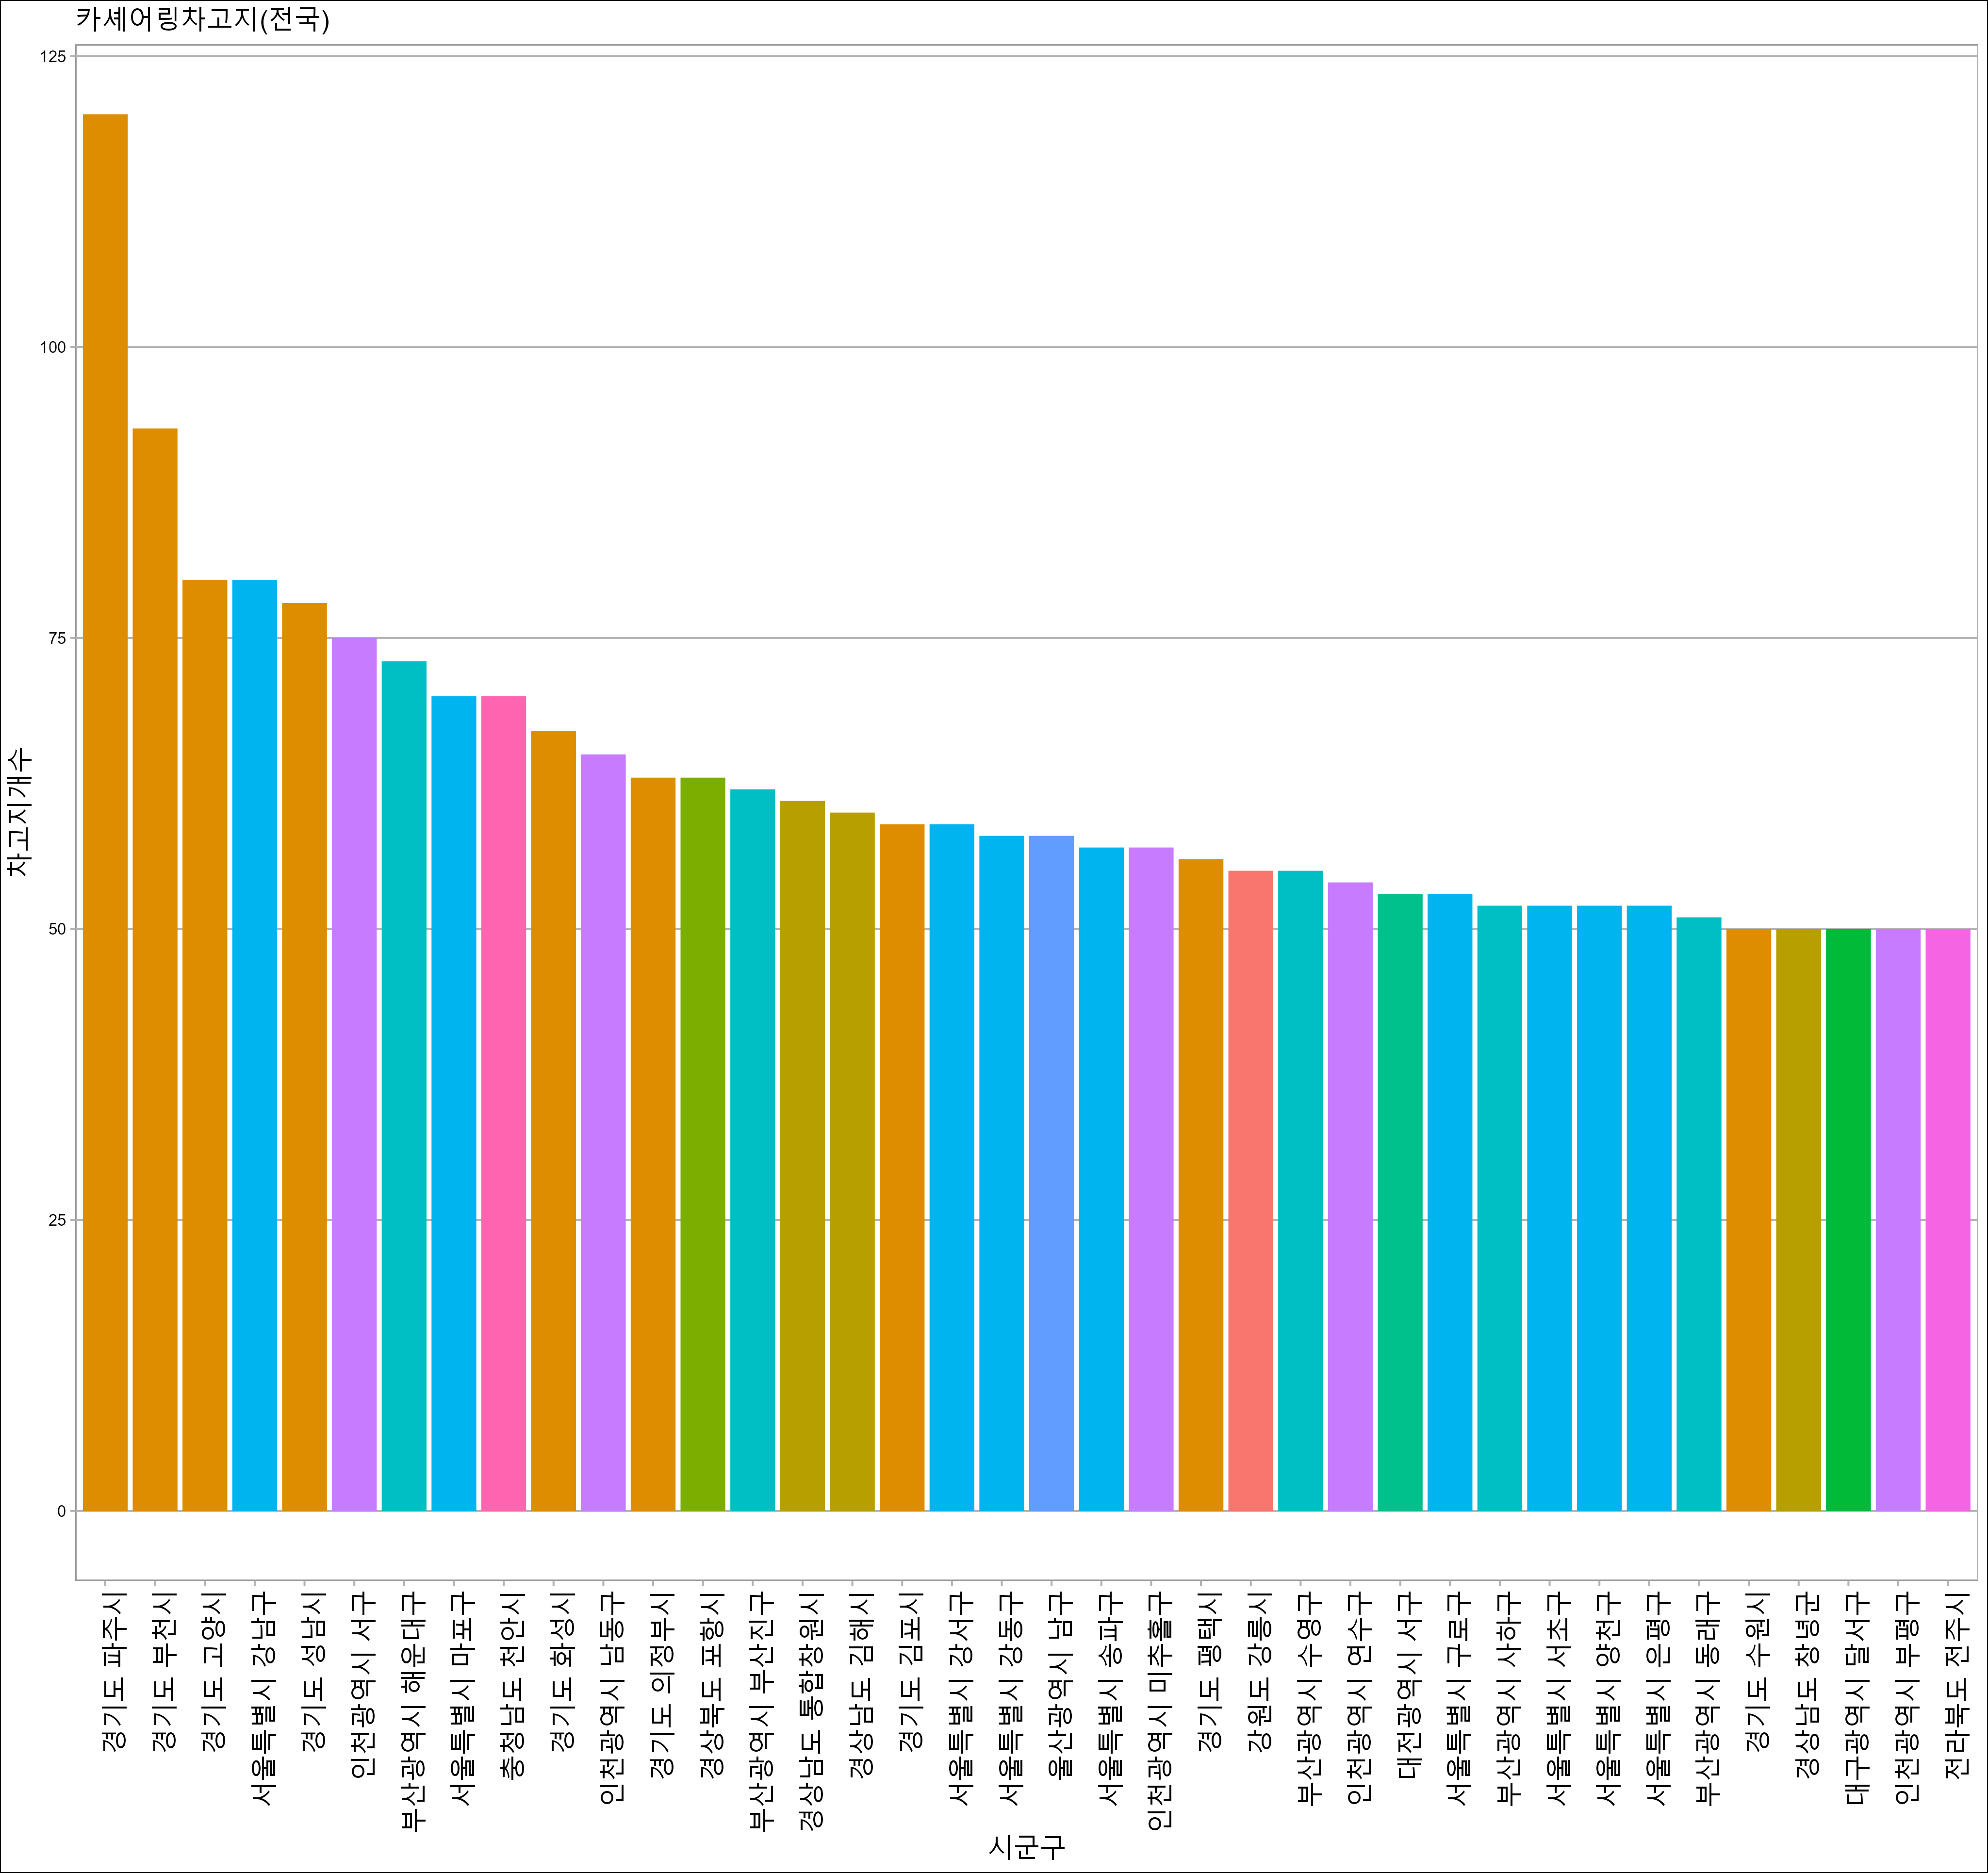 카셰어링차고지(전국)
125
100
75
50
25
0
차고지개수
경기도 파주시
경기도 부천시
경기도 고양시
서울특별시 강남구
경기도 성남시
인천광역시 서구
부산광역시 해운대구
서울특별시 마포구
충청남도 천안시
경기도 화성시
인천광역시 남동구
경기도 의정부시
경상북도 포항시
부산광역시 부산진구
경상남도 통합창원시
경상남도 김해시
경기도 김포시
서울특별시 강서구
서울특별시 강동구
울산광역시 남구
서울특별시 송파구
인천광역시 미추홀구
경기도 평택시
강원도 강릉시
부산광역시 수영구
인천광역시 연수구
대전광역시 서구
서울특별시 구로구
부산광역시 사하구
서울특별시 서초구
서울특별시 양천구
서울특별시 은평구
부산광역시 동래구
경기도 수원시
경상남도 창녕군
대구광역시 달서구
인천광역시 부평구
전라북도 전주시
시군구